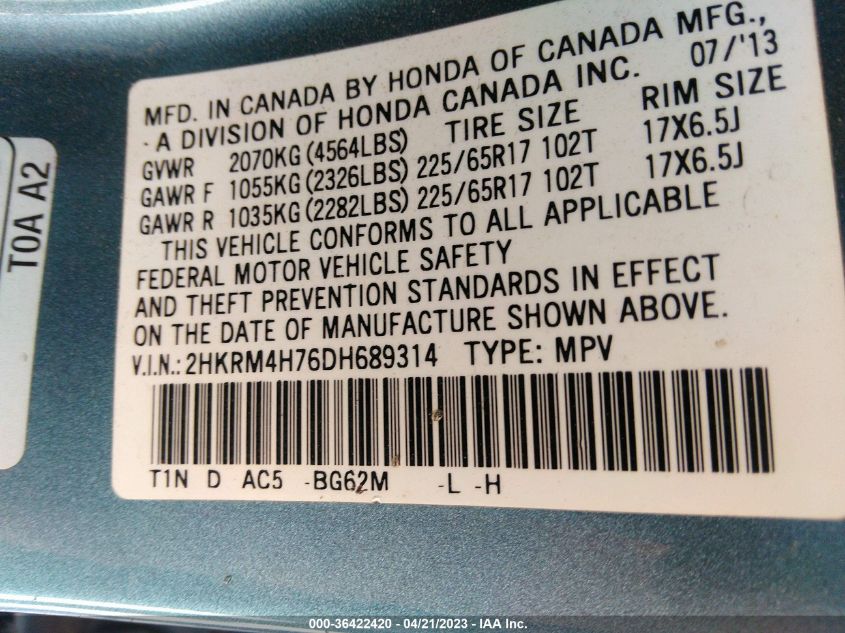 MFD. IN CANADA BY HONDA OF CANADA MFG.,
- A DIVISION OF HONDA CANADA INC. 07/'13
GVWR 2070KG (4564LBS) TIRE SIZE RIM SIZE
GAWR F 1055KG (2326LBS) 225/65R17 102T 17X6.5J
GAWR R 1035KG (2282LBS) 225/65R17 102T 17X6.5J
THIS VEHICLE CONFORMS TO ALL APPLICABLE
FEDERAL MOTOR VEHICLE SAFETY
AND THEFT PREVENTION STANDARDS IN EFFECT
ON THE DATE OF MANUFACTURE SHOWN ABOVE.
V.I.N.: 2HKRM4H76DH689314 TYPE: MPV
T1N D AC5 -BG62M -L -H
TOA A2
000-36422420 - 04/21/2023 - IAA Inc.